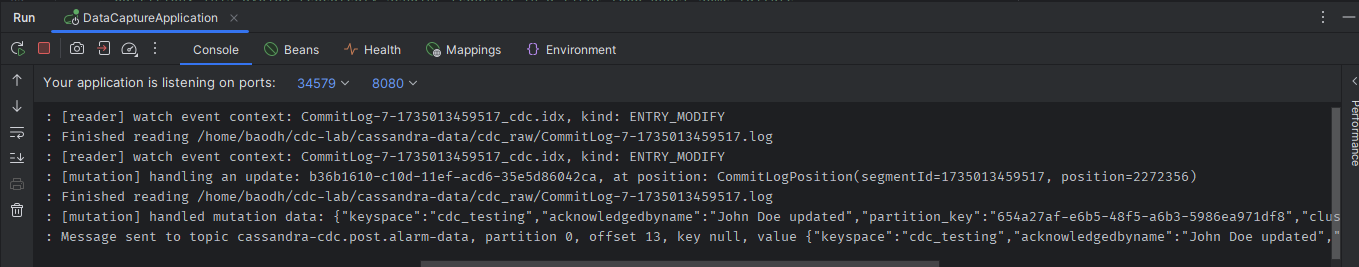 Run DataCaptureApplication
Console Beans Health Mappings Environment
Your application is listening on ports: 34579 8080
: [reader] watch event context: CommitLog-7-1735013459517_cdc.idx, kind: ENTRY_MODIFY
: Finished reading /home/baodh/cdc-lab/cassandra-data/cdc_raw/CommitLog-7-1735013459517.log
: [reader] watch event context: CommitLog-7-1735013459517_cdc.idx, kind: ENTRY_MODIFY
: [mutation] handling an update: b36b1610-c10d-11ef-acd6-35e5d86042ca, at position: CommitLogPosition(segmentId=1735013459517, position=2272356)
: Finished reading /home/baodh/cdc-lab/cassandra-data/cdc_raw/CommitLog-7-1735013459517.log
: [mutation] handled mutation data: {"keyspace":"cdc_testing","acknowledgedbyname":"John Doe updated","partition_key":"654a27af-e6b5-48f5-a6b3-5986ea971df8","clus
: Message sent to topic cassandra-cdc.post.alarm-data, partition 0, offset 13, key null, value {"keyspace":"cdc_testing","acknowledgedbyname":"John Doe updated","
Performance